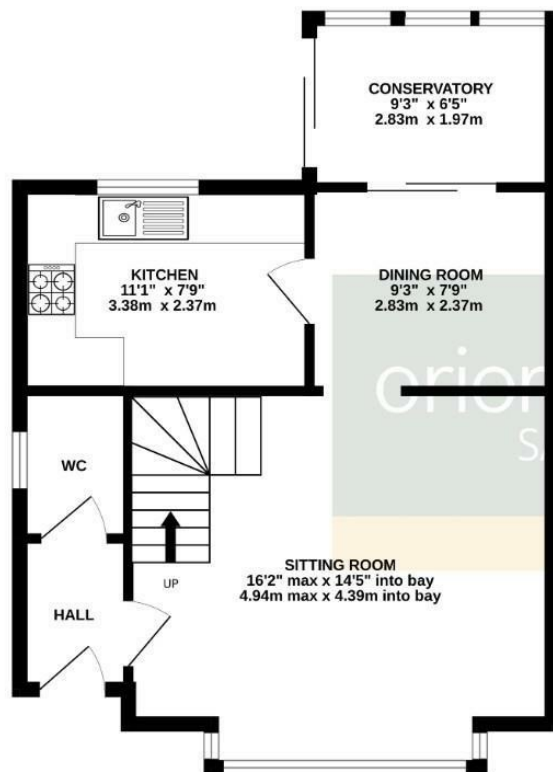 CONSERVATORY
9'3" x 6'5"
2.83m x 1.97m
KITCHEN
11'1" x 7'9"
3.38m x 2.37m
DINING ROOM
9'3" x 7'9"
2.83m x 2.37m
WC
UP
SITTING ROOM
16'2" max x 14'5" into bay
4.94m max x 4.39m into bay
HALL